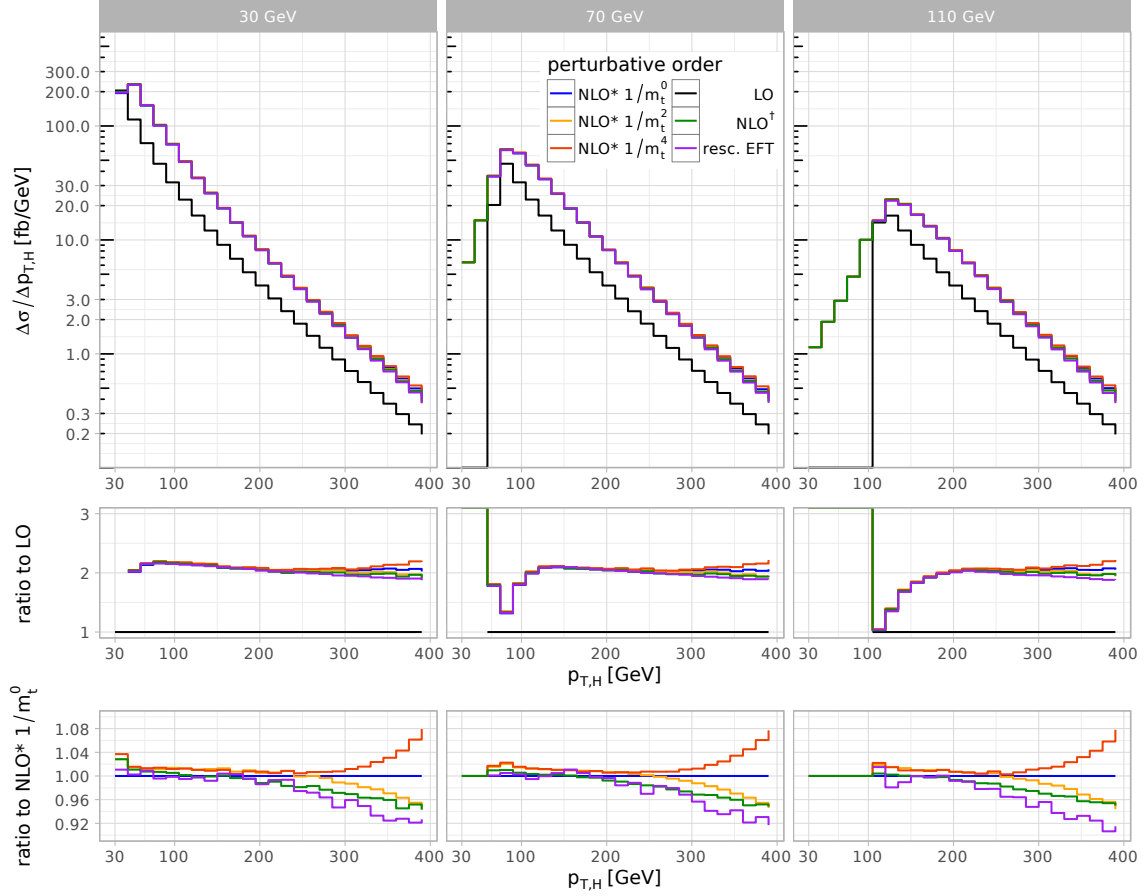 30 GeV 70 GeV 110 GeV
Δσ/Δp_T,H [fb/GeV]
300.0
200.0
100.0
30.0
20.0
10.0
3.0
2.0
1.0
0.3
0.2
perturbative order
NLO* 1/m_t^0 LO
NLO* 1/m_t^2 NLO†
NLO* 1/m_t^4 resc. EFT
30 100 200 300 400 30 100 200 300 400 30 100 200 300 400
ratio to LO
3
2
1
30 100 200 300 400 30 100 200 300 400 30 100 200 300 400
p_T,H [GeV]
ratio to NLO* 1/m_t^0
1.08
1.04
1.00
0.96
0.92
30 100 200 300 400 30 100 200 300 400 30 100 200 300 400
p_T,H [GeV]